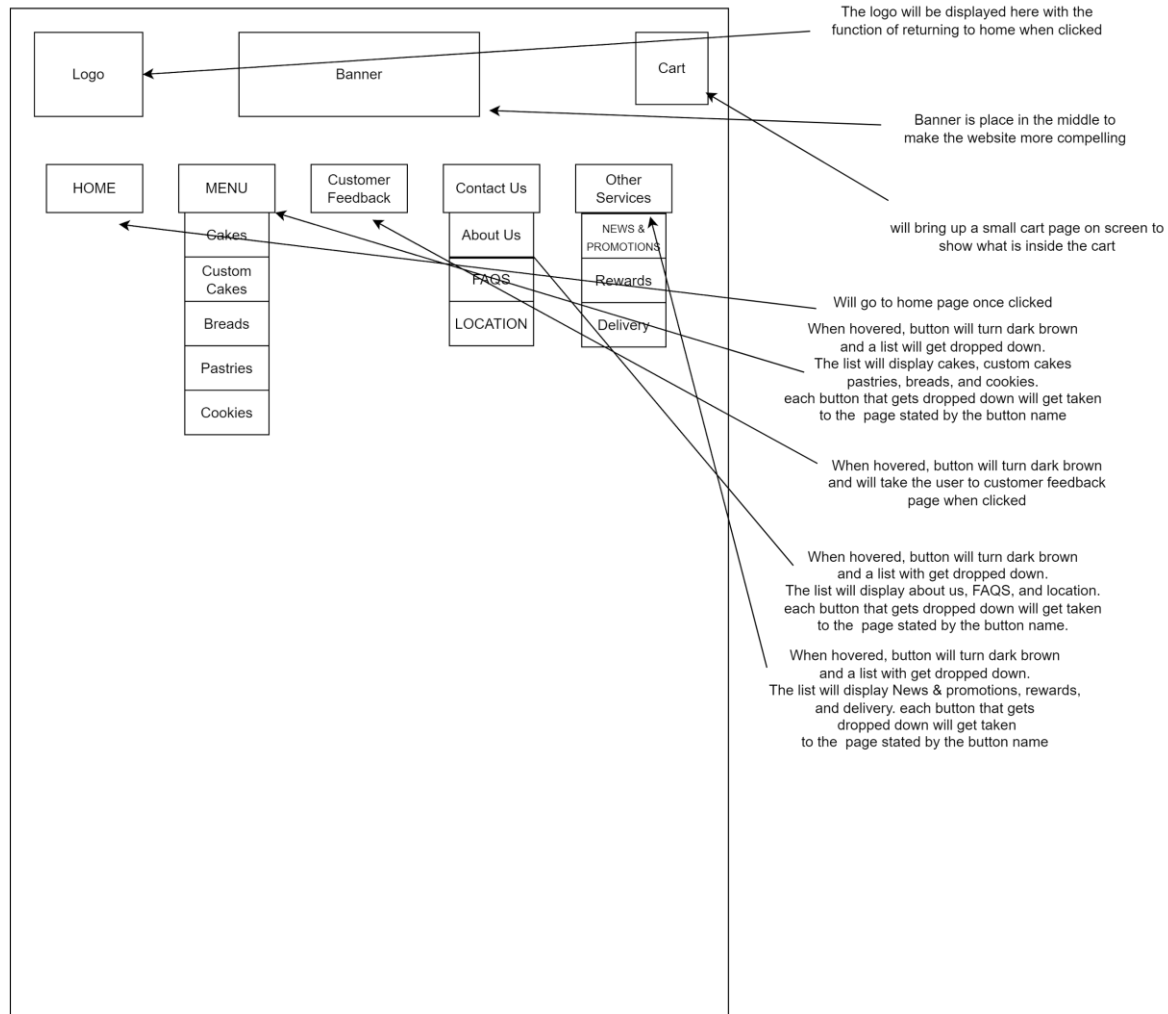 Logo
Banner
Cart
HOME
MENU
Customer
Feedback
Contact Us
Other
Services
Cakes
Custom
Cakes
Breads
Pastries
Cookies
About Us
FAQS
LOCATION
NEWS &
PROMOTIONS
Rewards
Delivery
The logo will be displayed here with the
function of returning to home when clicked
Banner is place in the middle to
make the website more compelling
will bring up a small cart page on screen to
show what is inside the cart
Will go to home page once clicked
When hovered, button will turn dark brown
and a list will get dropped down.
The list will display cakes, custom cakes
pastries, breads, and cookies.
each button that gets dropped down will get taken
to the page stated by the button name
When hovered, button will turn dark brown
and will take the user to customer feedback
page when clicked
When hovered, button will turn dark brown
and a list with get dropped down.
The list will display about us, FAQS, and location.
each button that gets dropped down will get taken
to the page stated by the button name.
When hovered, button will turn dark brown
and a list with get dropped down.
The list will display News & promotions, rewards,
and delivery. each button that gets
dropped down will get taken
to the page stated by the button name